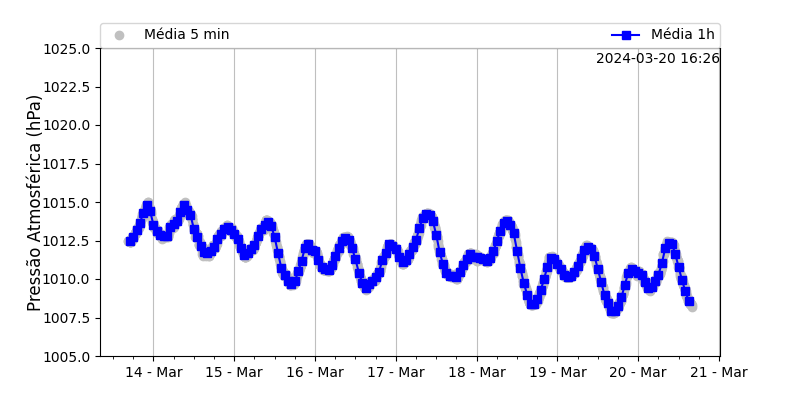 Média 5 min
Média 1h
2024-03-20 16:26
Pressão Atmosférica (hPa)
1025.0
1022.5
1020.0
1017.5
1015.0
1012.5
1010.0
1007.5
1005.0
14 - Mar
15 - Mar
16 - Mar
17 - Mar
18 - Mar
19 - Mar
20 - Mar
21 - Mar